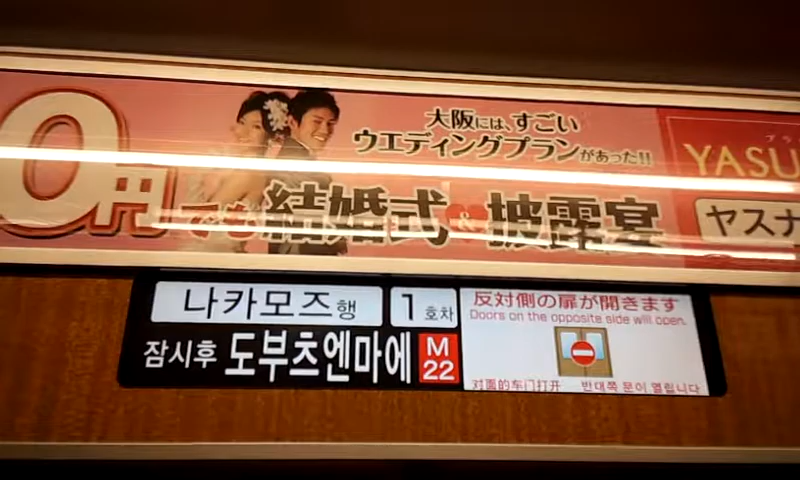 大阪には、すごい
ウエディングプランがあった!!
0円でも結婚式&披露宴
YASU
ヤスナ
나카모즈행
1호차
잠시후 도부츠엔마에 M22
反対側の扉が開きます
Doors on the opposite side will open.
对面的车门打开 반대쪽 문이 열립니다